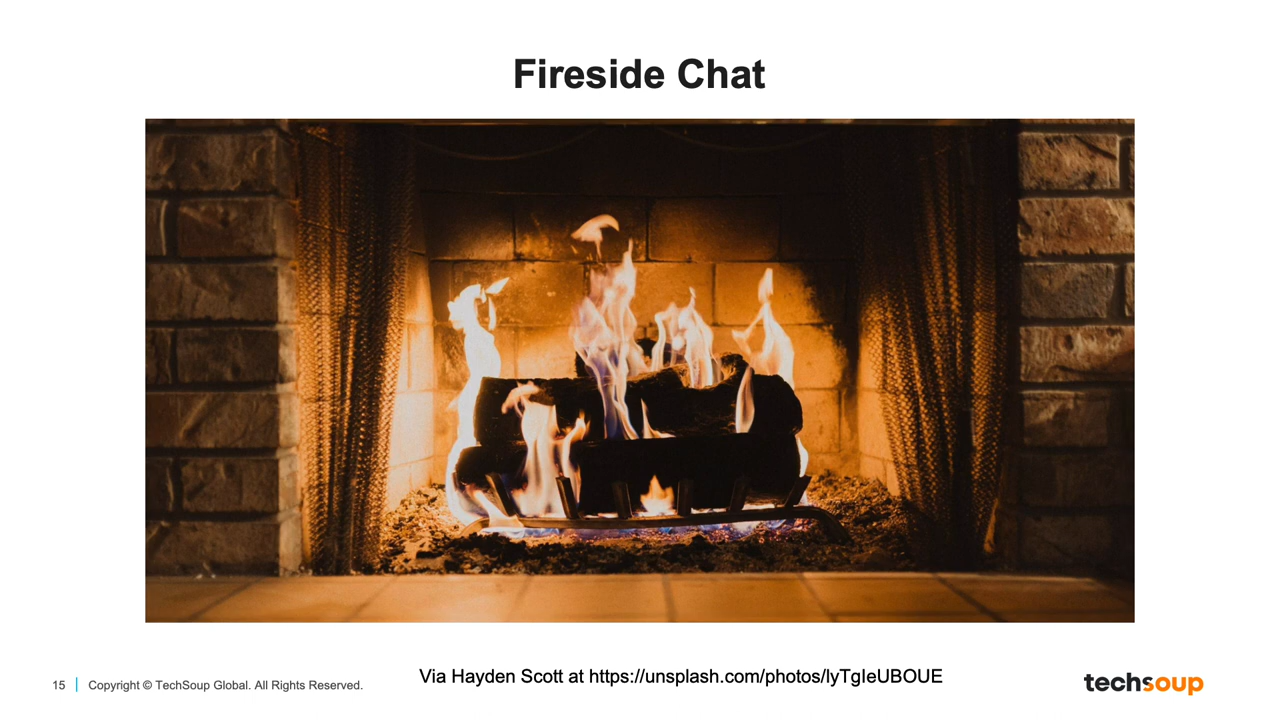 Fireside Chat
Via Hayden Scott at https://unsplash.com/photos/lyTgIeUBOUE
15
Copyright © TechSoup Global. All Rights Reserved.
techsoup